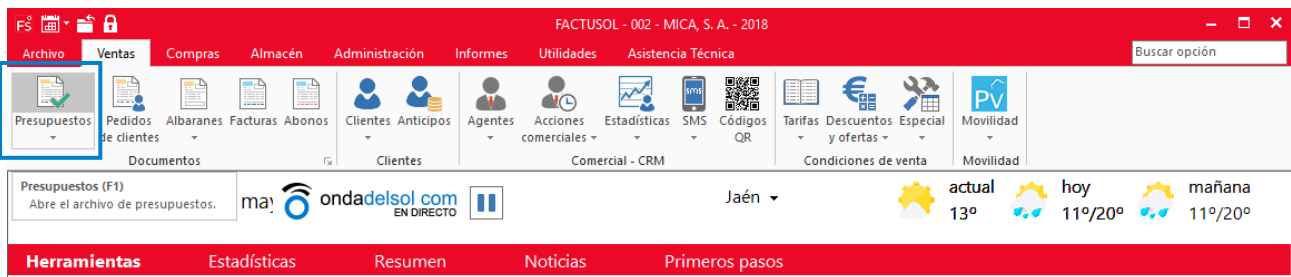 FS
FACTUSOL - 002 - MICA, S. A. - 2018
Archivo Ventas Compras Almacén Administración Informes Utilidades Asistencia Técnica Buscar opción
sms PV
Presupuestos Pedidos de clientes Albaranes Facturas Abonos Clientes Anticipos Agentes Acciones comerciales Estadísticas SMS Códigos QR Tarifas Descuentos y ofertas Especial Movilidad
Documentos Clientes Comercial - CRM Condiciones de venta Movilidad
Presupuestos (F1)
Abre el archivo de presupuestos.
ondadelsol com
EN DIRECTO
Jaén
actual hoy mañana
13º 11º/20º 11º/20º
Herramientas Estadísticas Resumen Noticias Primeros pasos